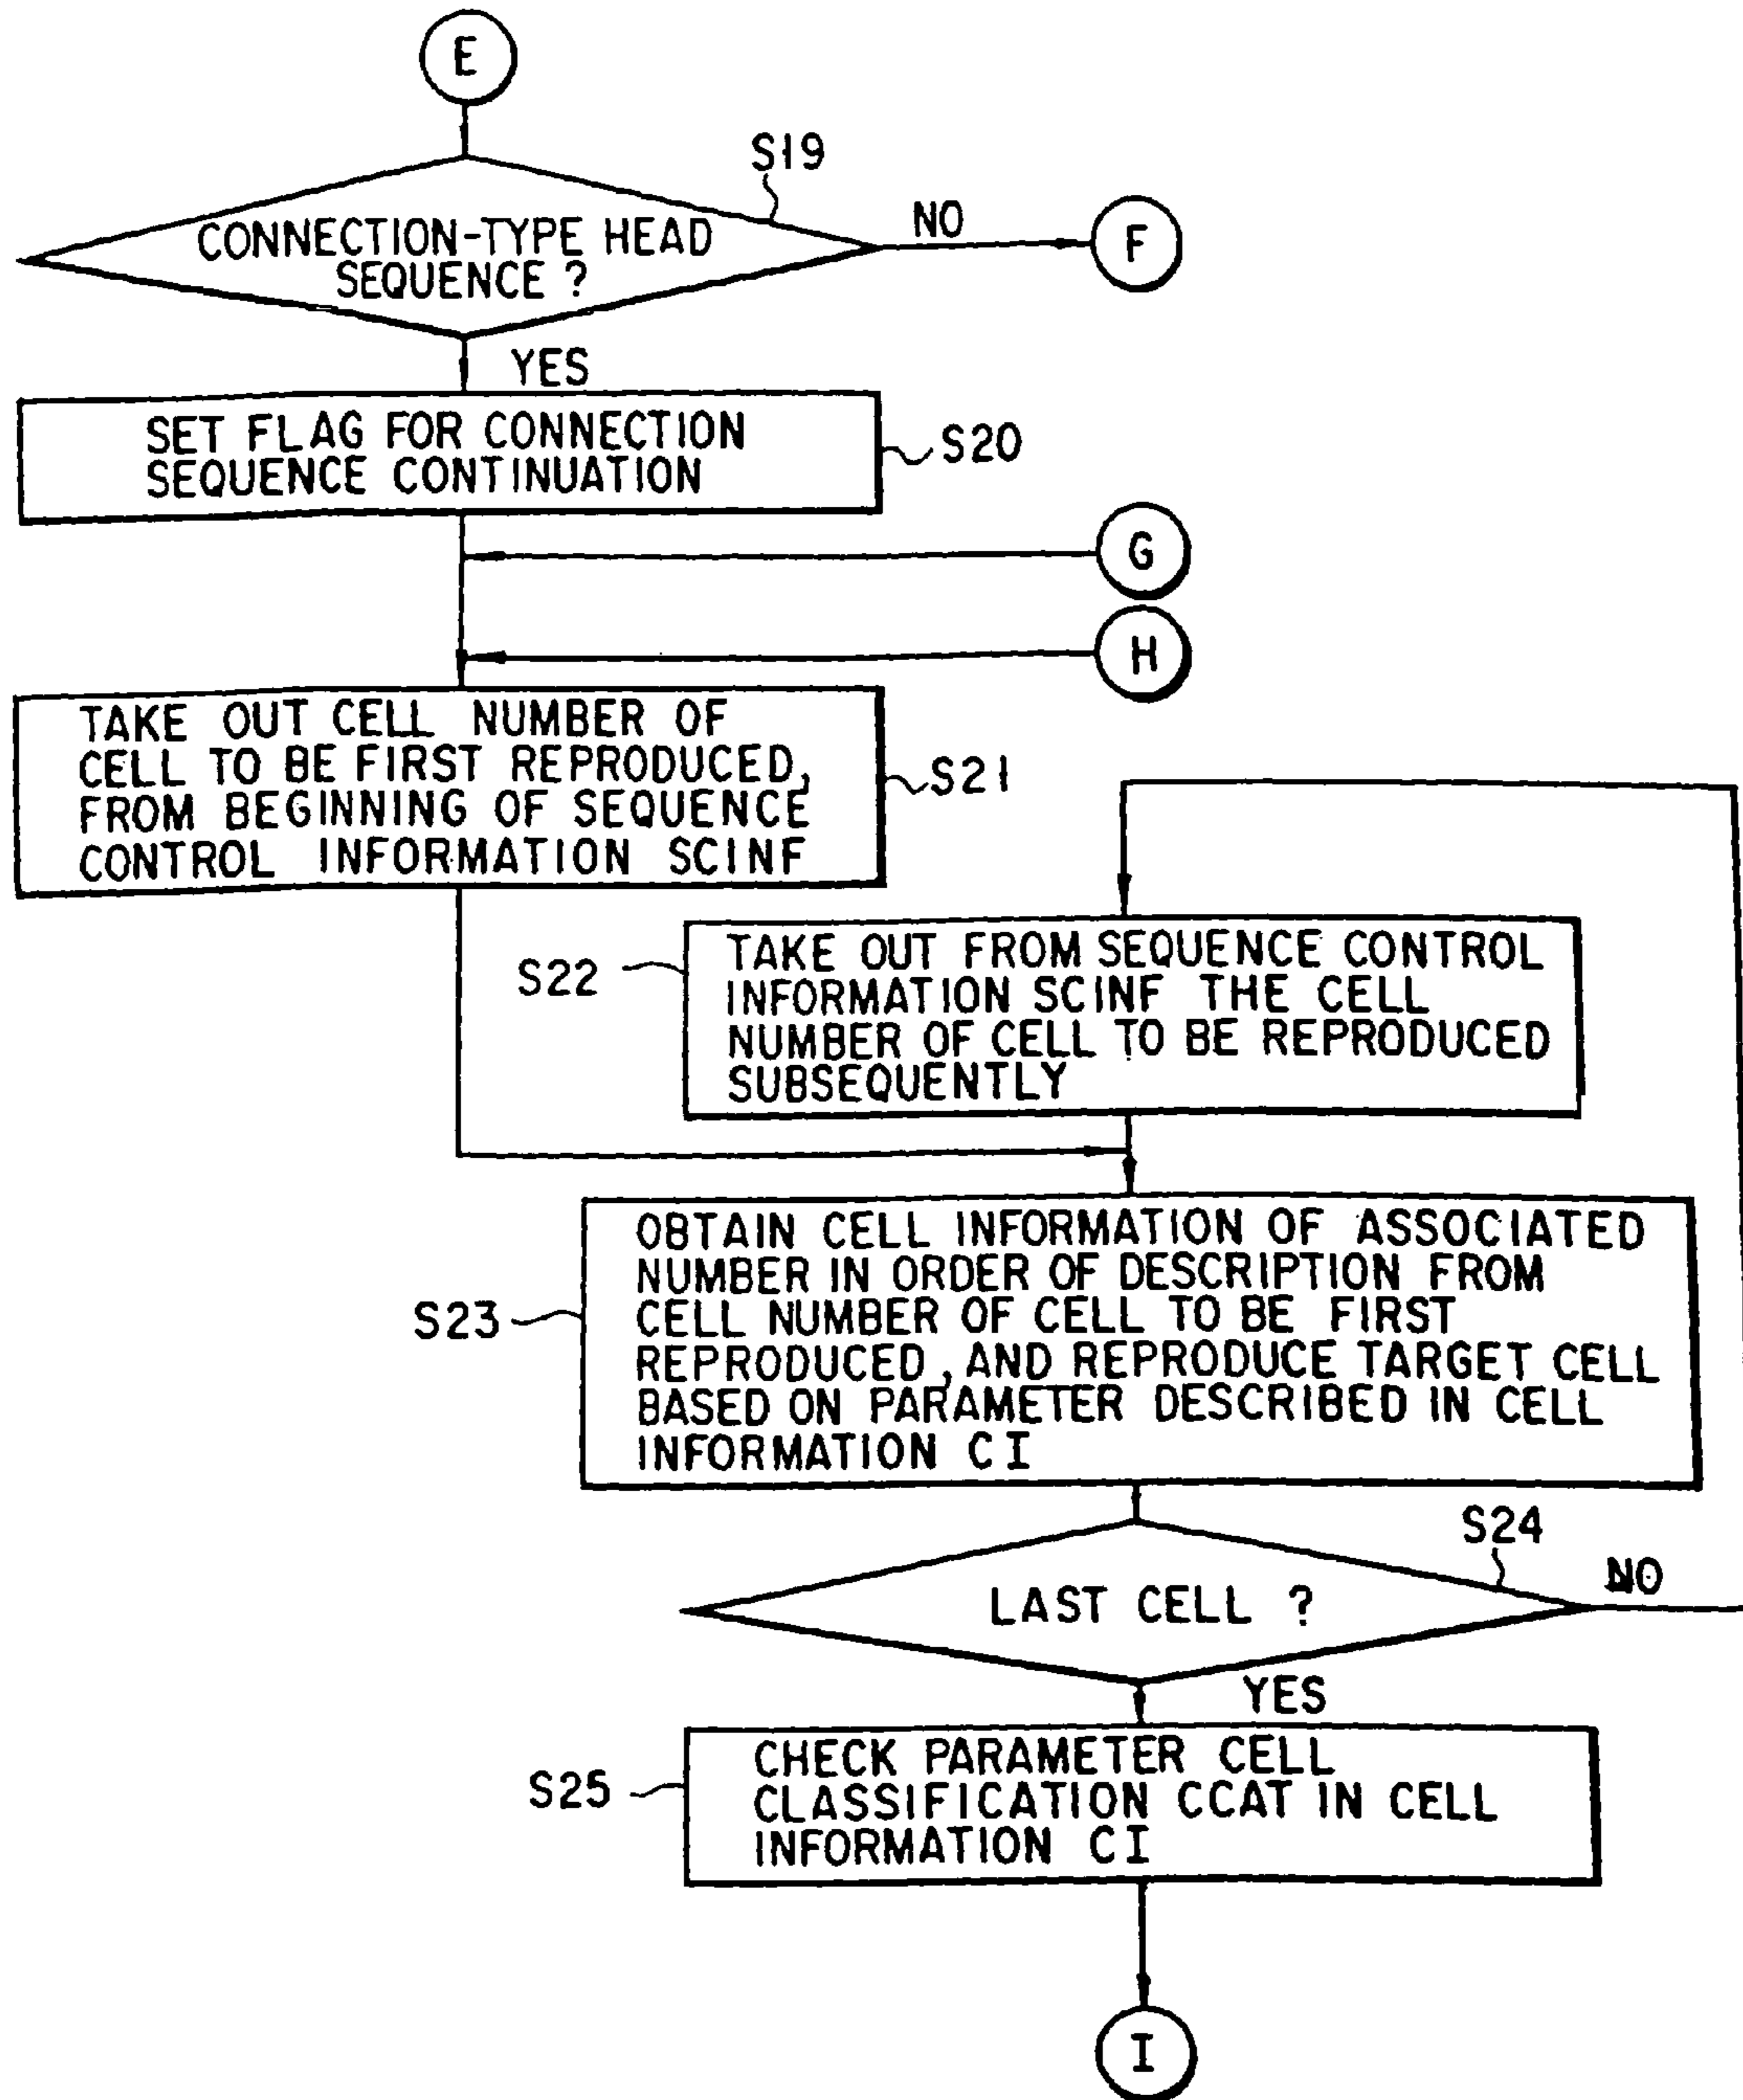 E
S19
CONNECTION-TYPE HEAD
SEQUENCE ?
NO
F
YES
SET FLAG FOR CONNECTION
SEQUENCE CONTINUATION
S20
G
H
TAKE OUT CELL NUMBER OF
CELL TO BE FIRST REPRODUCED,
FROM BEGINNING OF SEQUENCE
CONTROL INFORMATION SCINF
S21
S22
TAKE OUT FROM SEQUENCE CONTROL
INFORMATION SCINF THE CELL
NUMBER OF CELL TO BE REPRODUCED
SUBSEQUENTLY
S23
OBTAIN CELL INFORMATION OF ASSOCIATED
NUMBER IN ORDER OF DESCRIPTION FROM
CELL NUMBER OF CELL TO BE FIRST
REPRODUCED, AND REPRODUCE TARGET CELL
BASED ON PARAMETER DESCRIBED IN CELL
INFORMATION CI
S24
LAST CELL ?
NO
YES
S25
CHECK PARAMETER CELL
CLASSIFICATION CCAT IN CELL
INFORMATION CI
I